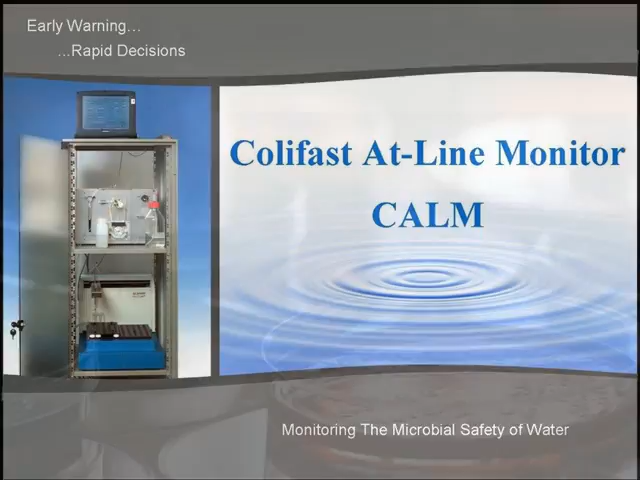 Early Warning...
...Rapid Decisions
Colifast At-Line Monitor
CALM
Monitoring The Microbial Safety of Water